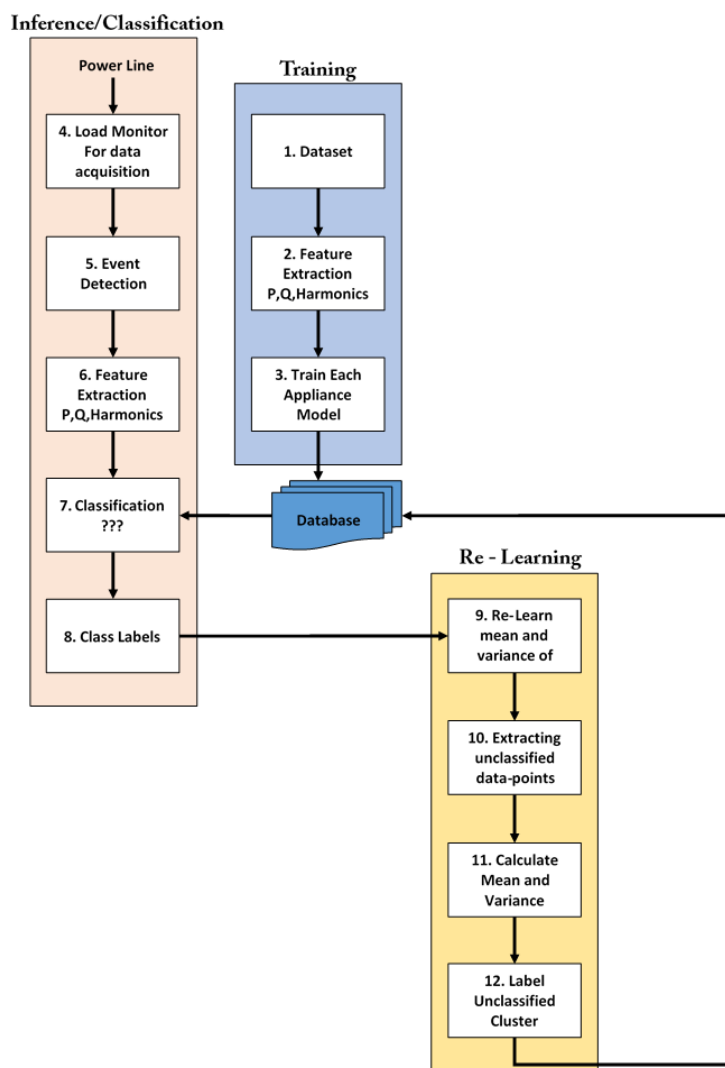 Inference/Classification
Power Line
4. Load Monitor
For data
acquisition
5. Event
Detection
6. Feature
Extraction
P,Q,Harmonics
7. Classification
???
8. Class Labels
Training
1. Dataset
2. Feature
Extraction
P,Q,Harmonics
3. Train Each
Appliance
Model
Database
Re - Learning
9. Re-Learn
mean and
variance of
10. Extracting
unclassified
data-points
11. Calculate
Mean and
Variance
12. Label
Unclassified
Cluster